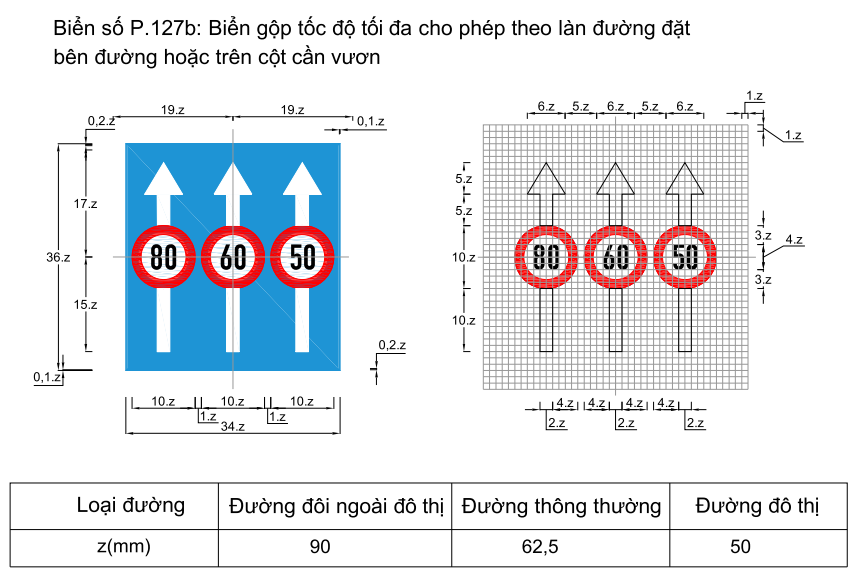 Biển số P.127b: Biển gộp tốc độ tối đa cho phép theo làn đường đặt
bên đường hoặc trên cột cần vươn
19.z 19.z
0,2.z 0,1.z
17.z
36.z
15.z
0,1.z
0,2.z
80 60 50
10.z 10.z 10.z
1.z 1.z
34.z
6.z 5.z 6.z 5.z 6.z
1.z
1.z
5.z
5.z
10.z
10.z
80 60 50
3.z
4.z
3.z
4.z 4.z 4.z 4.z
2.z 2.z 2.z
Loại đường Đường đôi ngoài đô thị Đường thông thường Đường đô thị
z(mm) 90 62,5 50